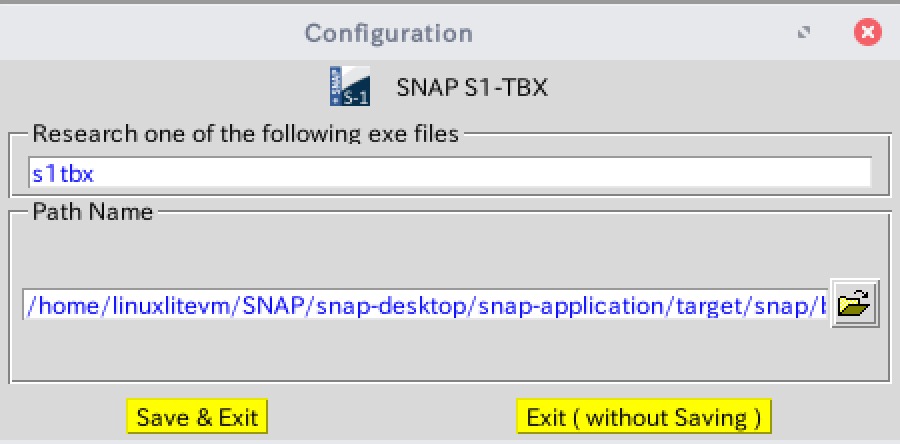 Configuration
SNAP
S-1
SNAP S1-TBX
Research one of the following exe files
s1tbx
Path Name
/home/linuxlitevm/SNAP/snap-desktop/snap-application/target/snap/
Save & Exit
Exit ( without Saving )